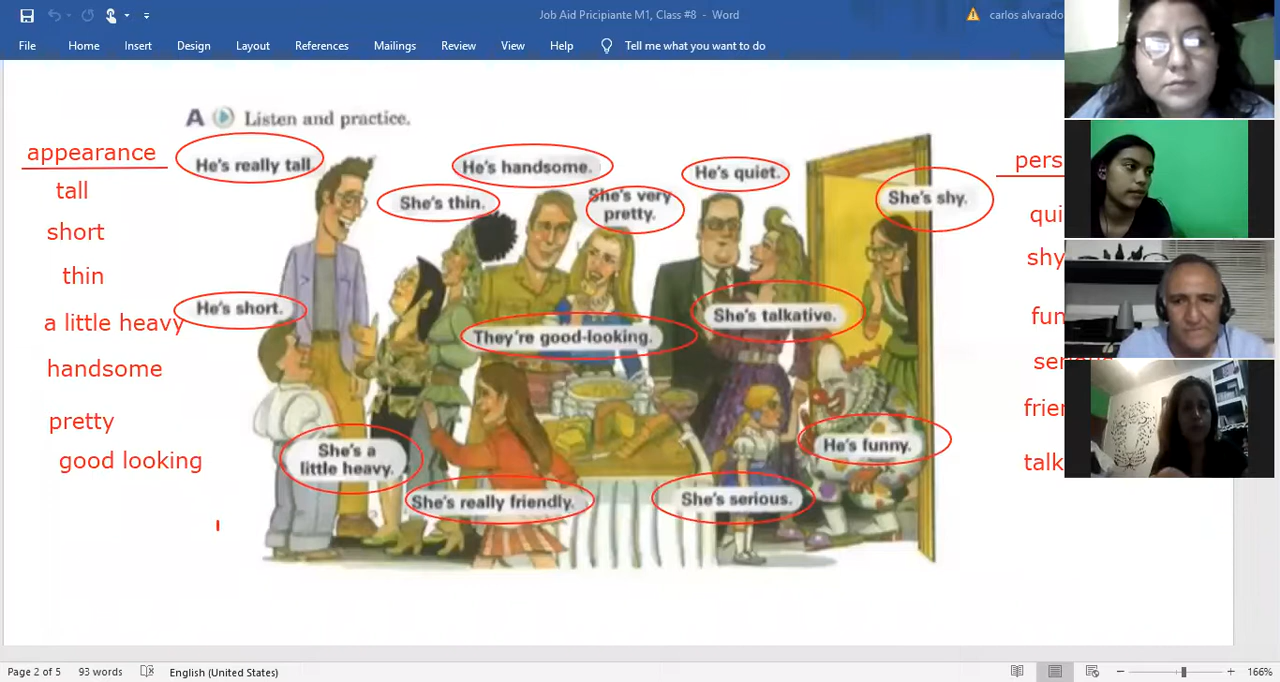 Job Aid Pricipiante M1, Class #8 - Word
carlos alvarado
File Home Insert Design Layout References Mailings Review View Help Tell me what you want to do
A Listen and practice.
appearance
tall
short
thin
a little heavy
handsome
pretty
good looking
He's really tall
He's handsome.
He's quiet.
She's thin.
She's very
pretty.
She's shy.
He's short.
They're good-looking.
She's talkative.
She's a
little heavy.
He's funny.
She's really friendly.
She's serious.
pers
qui
shy
fun
serious
frien
talk
Page 2 of 5 93 words English (United States) 166%